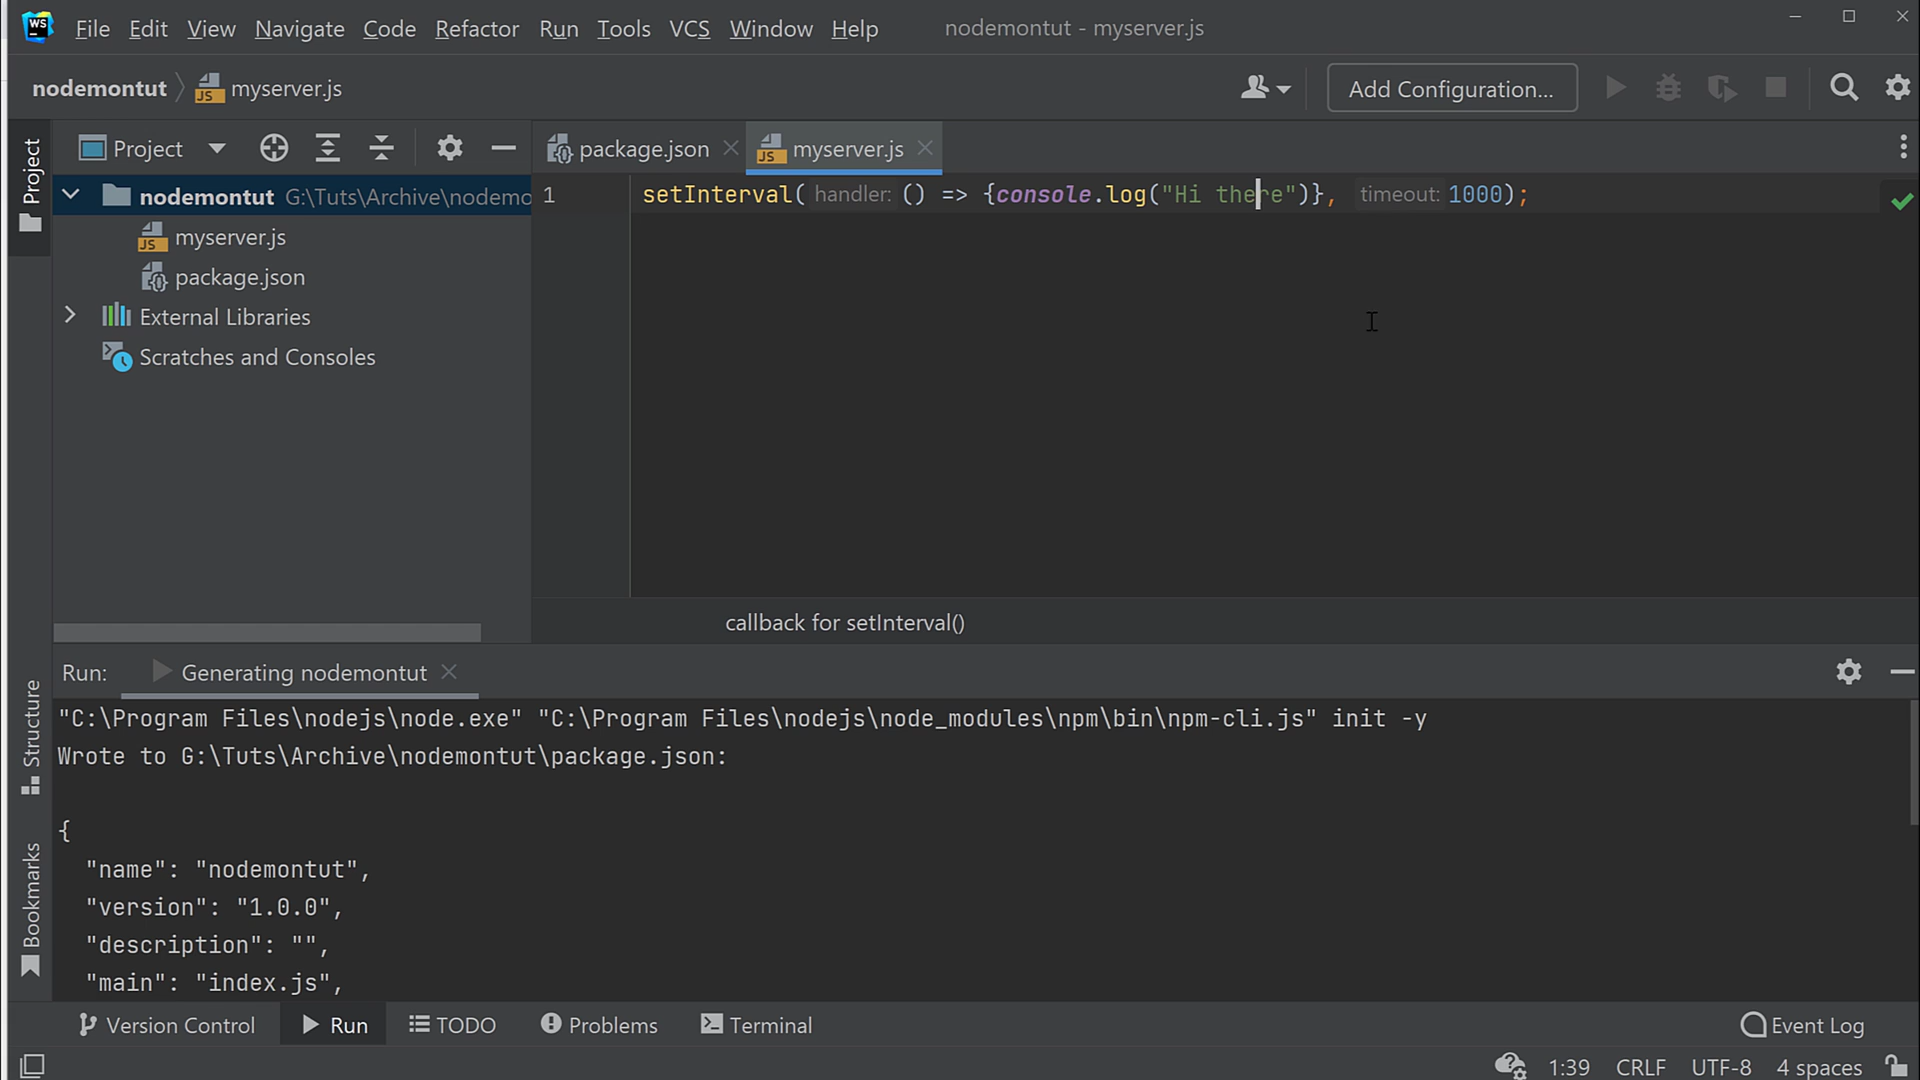 WS File Edit View Navigate Code Refactor Run Tools VCS Window Help nodemontut - myserver.js
nodemontut myserver.js Add Configuration...
Project
Project
package.json
myserver.js
nodemontut G:\Tuts\Archive\nodemo
myserver.js
package.json
External Libraries
Scratches and Consoles
1 setInterval( handler: () => {console.log("Hi there")}, timeout: 1000);
callback for setInterval()
Run: Generating nodemontut
"C:\Program Files\nodejs\node.exe" "C:\Program Files\nodejs\node_modules\npm\bin\npm-cli.js" init -y
Wrote to G:\Tuts\Archive\nodemontut\package.json:
{
"name": "nodemontut",
"version": "1.0.0",
"description": "",
"main": "index.js",
Structure
Bookmarks
Version Control Run TODO Problems Terminal Event Log
1:39 CRLF UTF-8 4 spaces